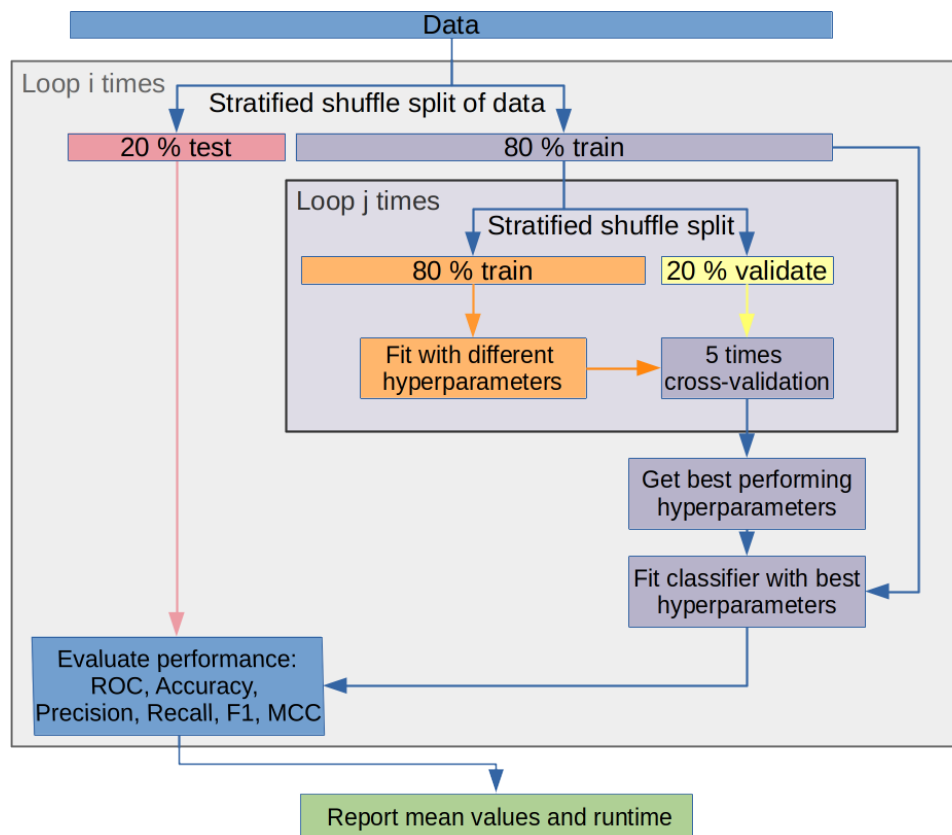 Data
Loop i times
Stratified shuffle split of data
20 % test
80 % train
Loop j times
Stratified shuffle split
80 % train
20 % validate
Fit with different
hyperparameters
5 times
cross-validation
Get best performing
hyperparameters
Fit classifier with best
hyperparameters
Evaluate performance:
ROC, Accuracy,
Precision, Recall, F1, MCC
Report mean values and runtime